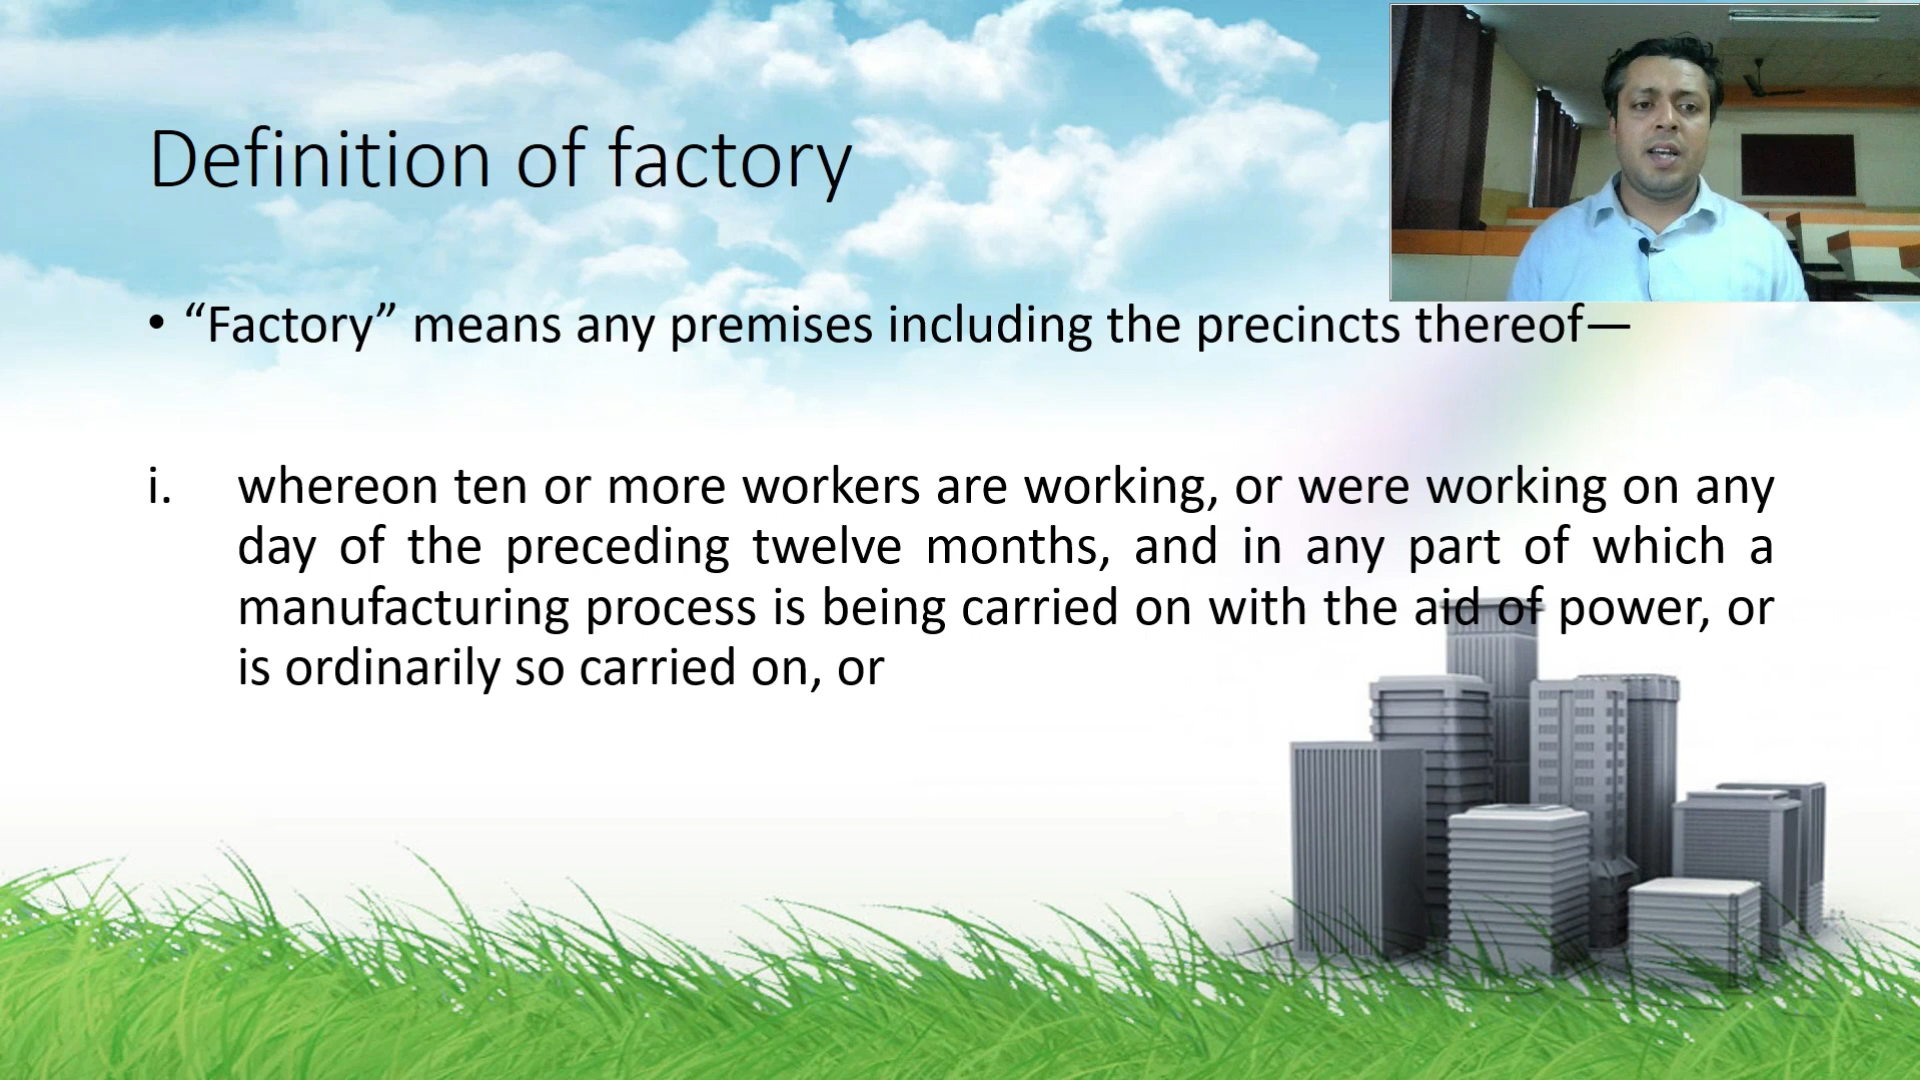 Definition of factory
• “Factory” means any premises including the precincts thereof—
i. whereon ten or more workers are working, or were working on any
day of the preceding twelve months, and in any part of which a
manufacturing process is being carried on with the aid of power, or
is ordinarily so carried on, or